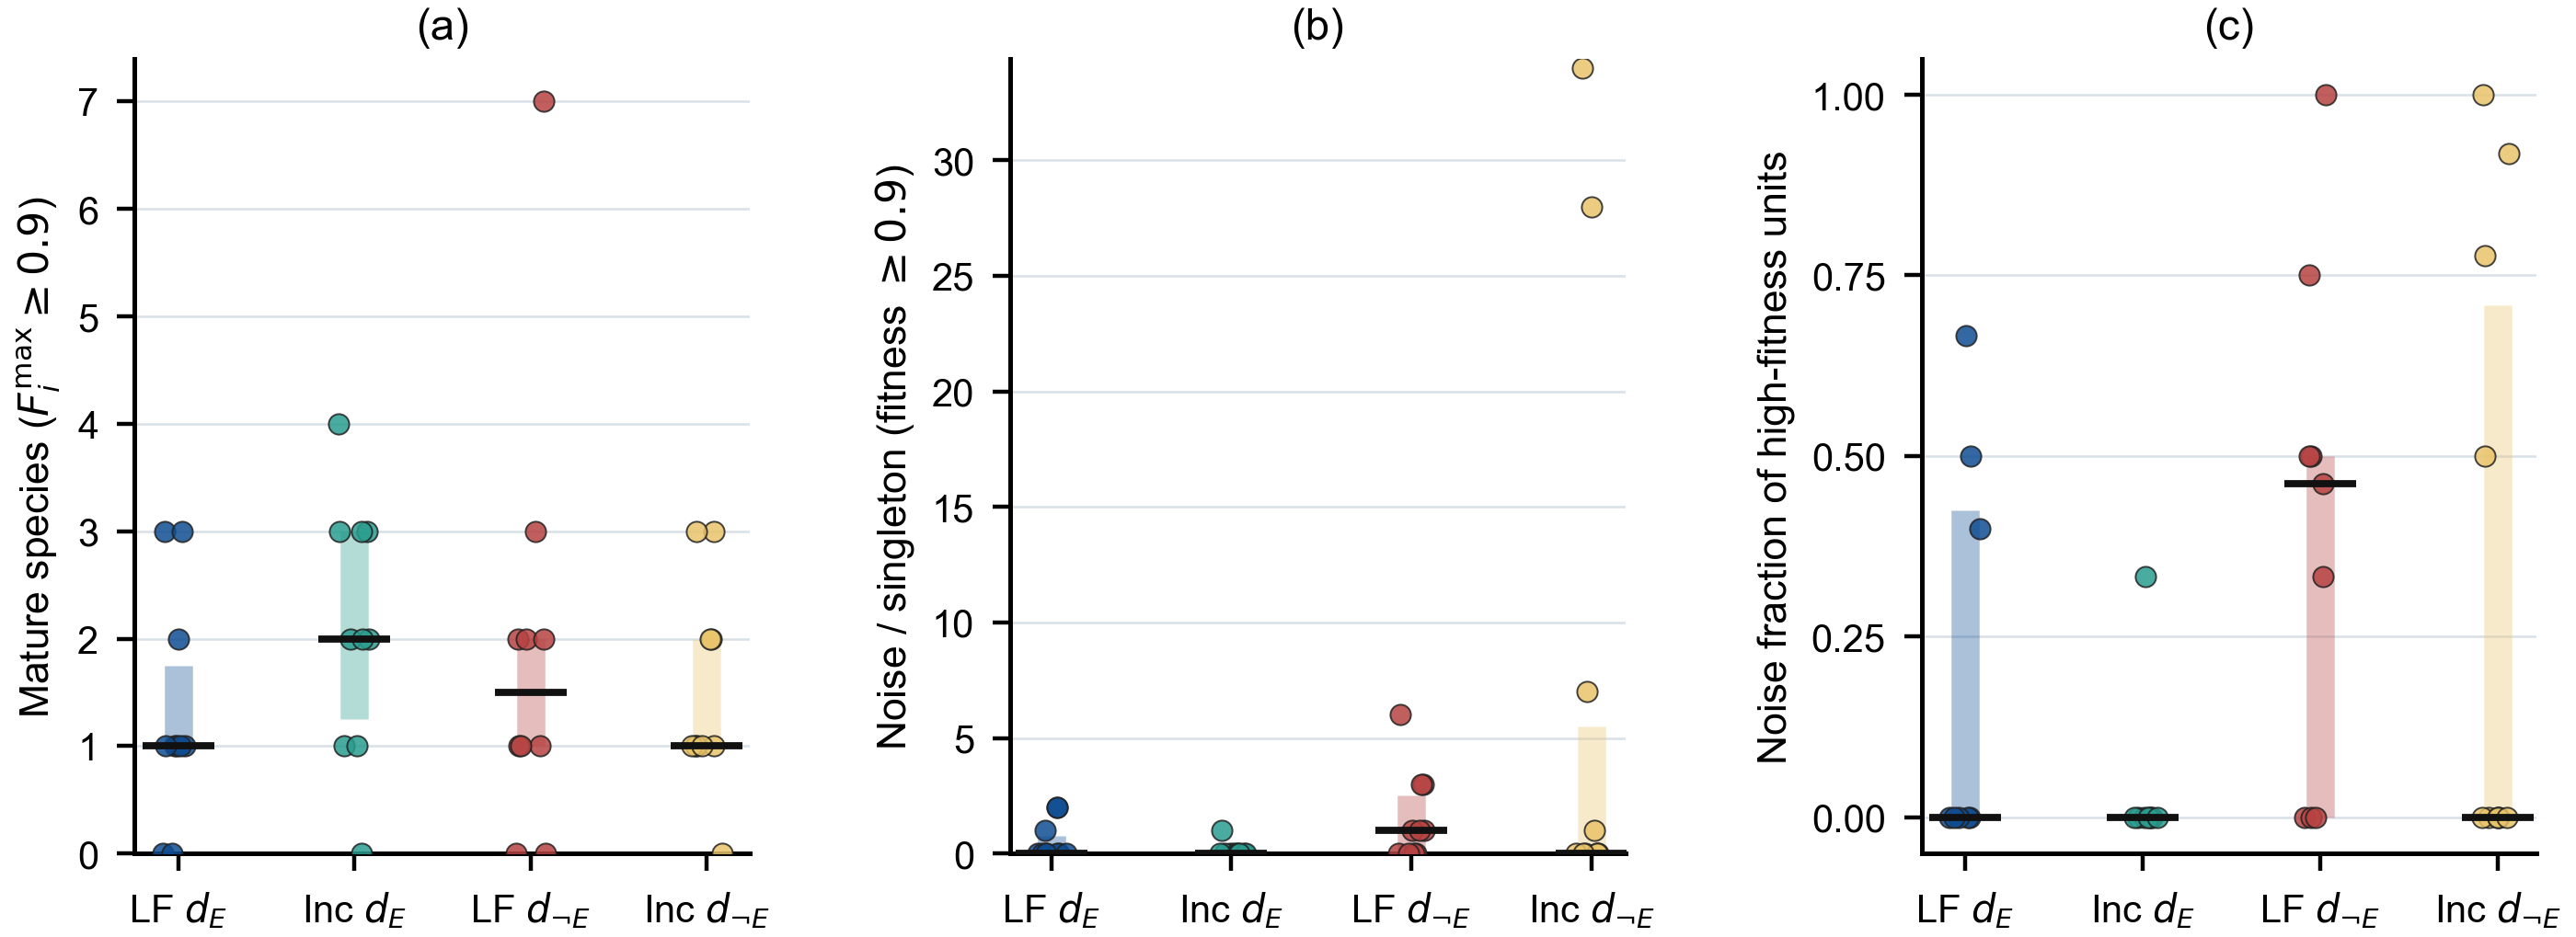 (a)
Mature species (F_i^max ≥ 0.9)
7
6
5
4
3
2
1
0
LF d_E
Inc d_E
LF d_¬E
Inc d_¬E
(b)
Noise / singleton (fitness ≥ 0.9)
30
25
20
15
10
5
0
LF d_E
Inc d_E
LF d_¬E
Inc d_¬E
(c)
Noise fraction of high-fitness units
1.00
0.75
0.50
0.25
0.00
LF d_E
Inc d_E
LF d_¬E
Inc d_¬E